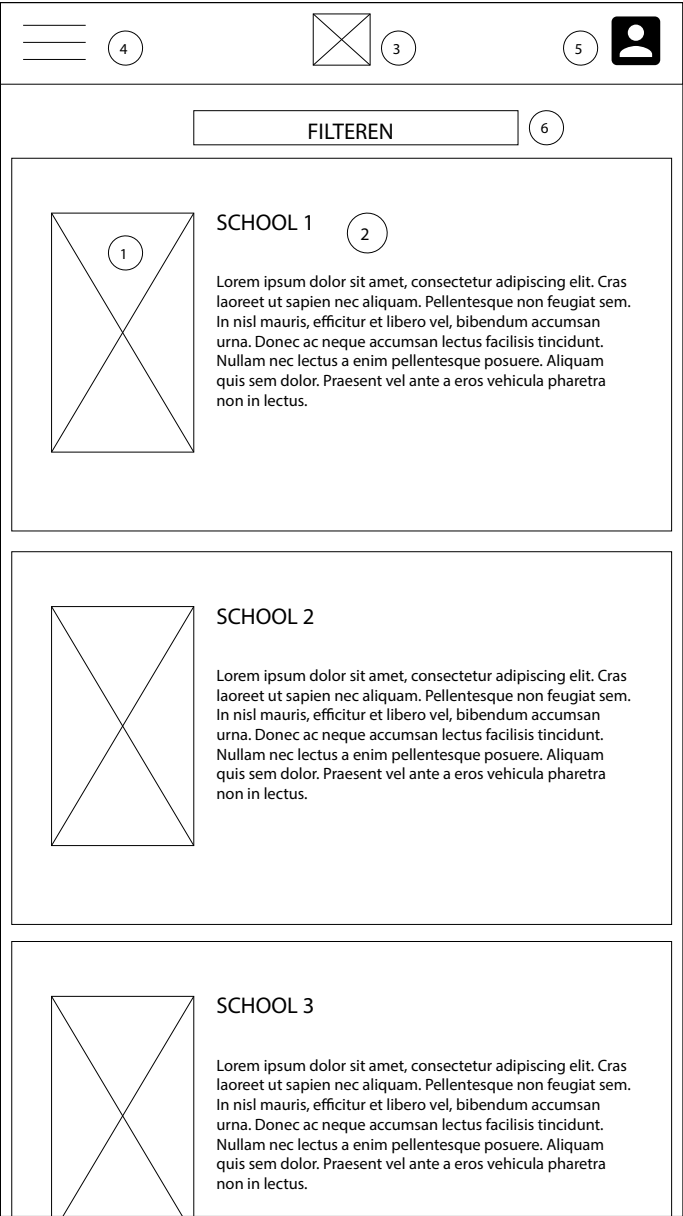 4
3
5
FILTEREN
6
SCHOOL 1
2
1
Lorem ipsum dolor sit amet, consectetur adipiscing elit. Cras
laoreet ut sapien nec aliquam. Pellentesque non feugiat sem.
In nisl mauris, efficitur et libero vel, bibendum accumsan
urna. Donec ac neque accumsan lectus facilisis tincidunt.
Nullam nec lectus a enim pellentesque posuere. Aliquam
quis sem dolor. Praesent vel ante a eros vehicula pharetra
non in lectus.
SCHOOL 2
Lorem ipsum dolor sit amet, consectetur adipiscing elit. Cras
laoreet ut sapien nec aliquam. Pellentesque non feugiat sem.
In nisl mauris, efficitur et libero vel, bibendum accumsan
urna. Donec ac neque accumsan lectus facilisis tincidunt.
Nullam nec lectus a enim pellentesque posuere. Aliquam
quis sem dolor. Praesent vel ante a eros vehicula pharetra
non in lectus.
SCHOOL 3
Lorem ipsum dolor sit amet, consectetur adipiscing elit. Cras
laoreet ut sapien nec aliquam. Pellentesque non feugiat sem.
In nisl mauris, efficitur et libero vel, bibendum accumsan
urna. Donec ac neque accumsan lectus facilisis tincidunt.
Nullam nec lectus a enim pellentesque posuere. Aliquam
quis sem dolor. Praesent vel ante a eros vehicula pharetra
non in lectus.